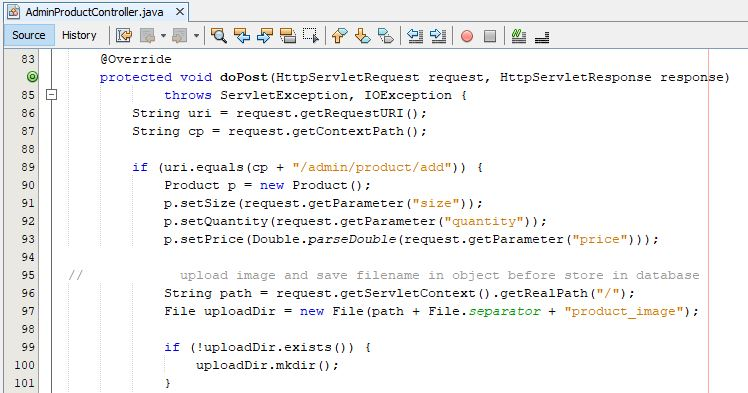 AdminProductController.java
Source History
83 @Override
protected void doPost(HttpServletRequest request, HttpServletResponse response)
85 throws ServletException, IOException {
86 String uri = request.getRequestURI();
87 String cp = request.getContextPath();
88
89 if (uri.equals(cp + "/admin/product/add")) {
90 Product p = new Product();
91 p.setSize(request.getParameter("size"));
92 p.setQuantity(request.getParameter("quantity"));
93 p.setPrice(Double.parseDouble(request.getParameter("price")));
94
95 // upload image and save filename in object before store in database
96 String path = request.getServletContext().getRealPath("/");
97 File uploadDir = new File(path + File.separator + "product_image");
98
99 if (!uploadDir.exists()) {
100 uploadDir.mkdir();
101 }